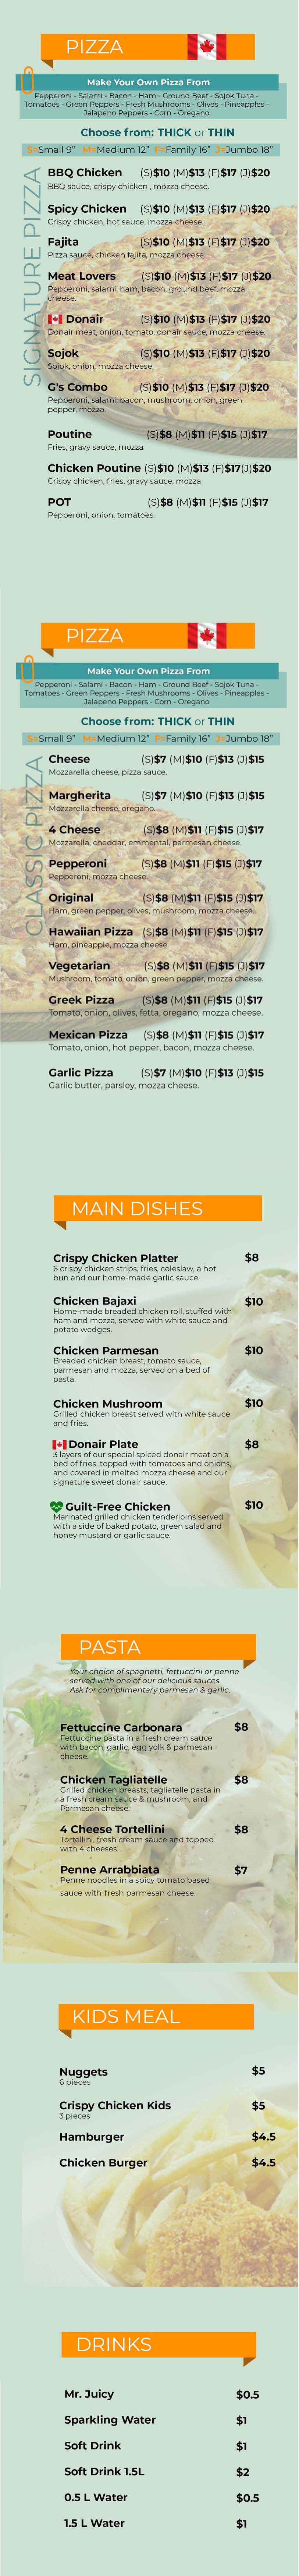 PIZZA
Make Your Own Pizza From
Pepperoni - Salami - Bacon - Ham - Ground Beef - Sojok Tuna -
Tomatoes - Green Peppers - Fresh Mushrooms - Olives - Pineapples -
Jalapeno Peppers - Corn - Oregano
Choose from: THICK or THIN
S=Small 9" M=Medium 12" F=Family 16" J=Jumbo 18"
SIGNATURE PIZZA
BBQ Chicken (S)$10 (M)$13 (F)$17 (J)$20
BBQ sauce, crispy chicken , mozza cheese.
Spicy Chicken (S)$10 (M)$13 (F)$17 (J)$20
Crispy chicken, hot sauce, mozza cheese.
Fajita (S)$10 (M)$13 (F)$17 (J)$20
Pizza sauce, chicken fajita, mozza cheese.
Meat Lovers (S)$10 (M)$13 (F)$17 (J)$20
Pepperoni, salami, ham, bacon, ground beef, mozza
cheese.
Donair (S)$10 (M)$13 (F)$17 (J)$20
Donair meat, onion, tomato, donair sauce, mozza cheese.
Sojok (S)$10 (M)$13 (F)$17 (J)$20
Sojok, onion, mozza cheese.
G's Combo (S)$10 (M)$13 (F)$17 (J)$20
Pepperoni, salami, bacon, mushroom, onion, green
pepper, mozza
Poutine (S)$8 (M)$11 (F)$15 (J)$17
Fries, gravy sauce, mozza
Chicken Poutine (S)$10 (M)$13 (F)$17(J)$20
Crispy chicken, fries, gravy sauce, mozza
POT (S)$8 (M)$11 (F)$15 (J)$17
Pepperoni, onion, tomatoes.
PIZZA
Make Your Own Pizza From
Pepperoni - Salami - Bacon - Ham - Ground Beef - Sojok Tuna -
Tomatoes - Green Peppers - Fresh Mushrooms - Olives - Pineapples -
Jalapeno Peppers - Corn - Oregano
Choose from: THICK or THIN
S=Small 9" M=Medium 12" F=Family 16" J=Jumbo 18"
CLASSIC PIZZA
Cheese (S)$7 (M)$10 (F)$13 (J)$15
Mozzarella cheese, pizza sauce.
Margherita (S)$7 (M)$10 (F)$13 (J)$15
Mozzarella cheese, oregano.
4 Cheese (S)$8 (M)$11 (F)$15 (J)$17
Mozzarella, cheddar, emmental, parmesan cheese.
Pepperoni (S)$8 (M)$11 (F)$15 (J)$17
Pepperoni, mozza cheese.
Original (S)$8 (M)$11 (F)$15 (J)$17
Ham, green pepper, olives, mushroom, mozza cheese.
Hawaiian Pizza (S)$8 (M)$11 (F)$15 (J)$17
Ham, pineapple, mozza cheese.
Vegetarian (S)$8 (M)$11 (F)$15 (J)$17
Mushroom, tomato, onion, green pepper, mozza cheese.
Greek Pizza (S)$8 (M)$11 (F)$15 (J)$17
Tomato, onion, olives, fetta, oregano, mozza cheese.
Mexican Pizza (S)$8 (M)$11 (F)$15 (J)$17
Tomato, onion, hot pepper, bacon, mozza cheese.
Garlic Pizza (S)$7 (M)$10 (F)$13 (J)$15
Garlic butter, parsley, mozza cheese.
MAIN DISHES
Crispy Chicken Platter $8
6 crispy chicken strips, fries, coleslaw, a hot
bun and our home-made garlic sauce.
Chicken Bajaxi $10
Home-made breaded chicken roll, stuffed with
ham and mozza, served with white sauce and
potato wedges.
Chicken Parmesan $10
Breaded chicken breast, tomato sauce,
parmesan and mozza, served on a bed of
pasta.
Chicken Mushroom $10
Grilled chicken breast served with white sauce
and fries.
Donair Plate $8
3 layers of our special spiced donair meat on a
bed of fries, topped with tomatoes and onions,
and covered in melted mozza cheese and our
signature sweet donair sauce.
Guilt-Free Chicken $10
Marinated grilled chicken tenderloins served
with a side of baked potato, green salad and
honey mustard or garlic sauce.
PASTA
Your choice of spaghetti, fettuccini or penne
served with one of our delicious sauces.
Ask for complimentary parmesan & garlic.
Fettuccine Carbonara $8
Fettuccine pasta in a fresh cream sauce
with bacon, garlic, egg yolk & parmesan
cheese.
Chicken Tagliatelle $8
Grilled chicken breasts, tagliatelle pasta in
a fresh cream sauce & mushroom, and
Parmesan cheese.
4 Cheese Tortellini $8
Tortellini, fresh cream sauce and topped
with 4 cheeses.
Penne Arrabbiata $7
Penne noodles in a spicy tomato based
sauce with fresh parmesan cheese.
KIDS MEAL
Nuggets $5
6 pieces
Crispy Chicken Kids $5
3 pieces
Hamburger $4.5
Chicken Burger $4.5
DRINKS
Mr. Juicy $0.5
Sparkling Water $1
Soft Drink $1
Soft Drink 1.5L $2
0.5 L Water $0.5
1.5 L Water $1